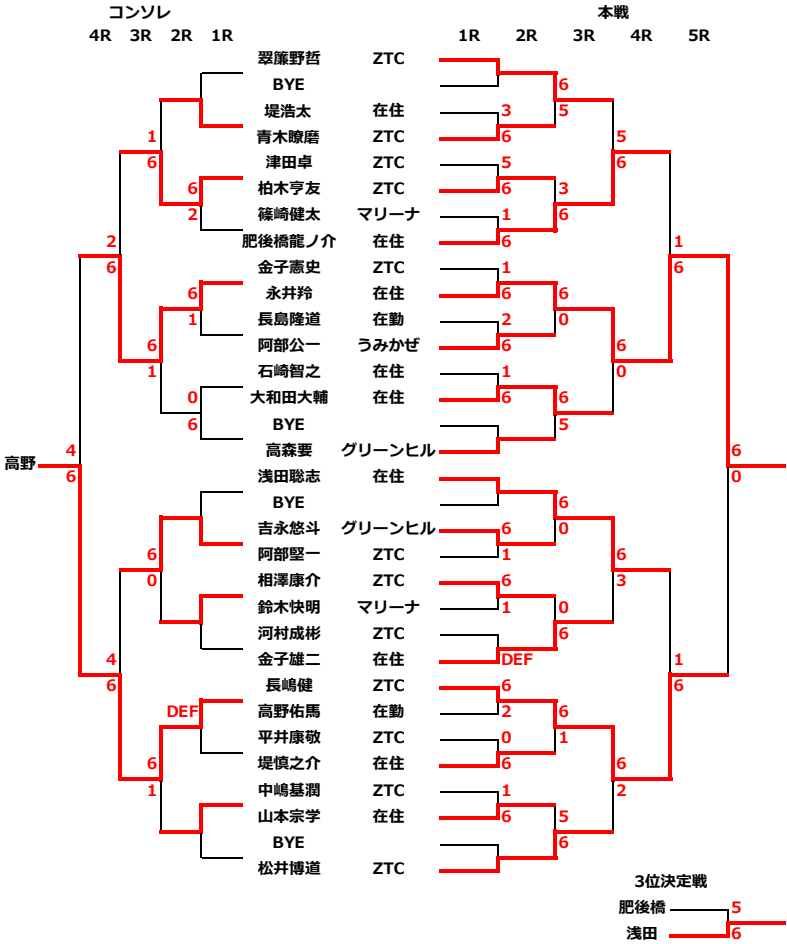 コンソレ 本戦
4R 3R 2R 1R 1R 2R 3R 4R 5R
翠簾野哲 ZTC
BYE 6
堤浩太 在住 3 5
1 青木瞭磨 ZTC 6 5
6 津田卓 ZTC 5 6
6 柏木亨友 ZTC 6 3
2 篠崎健太 マリーナ 1 6
2 肥後橋龍ノ介 在住 6 1
6 金子憲史 ZTC 1 6
6 永井羚 在住 6 6
1 長島隆道 在勤 2 0
6 阿部公一 うみかぜ 6 6
1 石崎智之 在住 1 0
0 大和田大輔 在住 6 6
6 BYE 5
4 高森要 グリーンヒル 6
高野
6 浅田聡志 在住 0
BYE 6
吉永悠斗 グリーンヒル 6 0
6 阿部堅一 ZTC 1 6
0 相澤康介 ZTC 6 3
鈴木快明 マリーナ 1 0
河村成彬 ZTC 6
4 金子雄二 在住 DEF 1
6 長嶋健 ZTC 6 6
DEF 高野佑馬 在勤 2 6
平井康敬 ZTC 0 1
6 堤慎之介 在住 6 6
1 中嶋基潤 ZTC 1 2
山本宗学 在住 6 5
BYE 6
松井博道 ZTC
3位決定戦
肥後橋 5
浅田 6